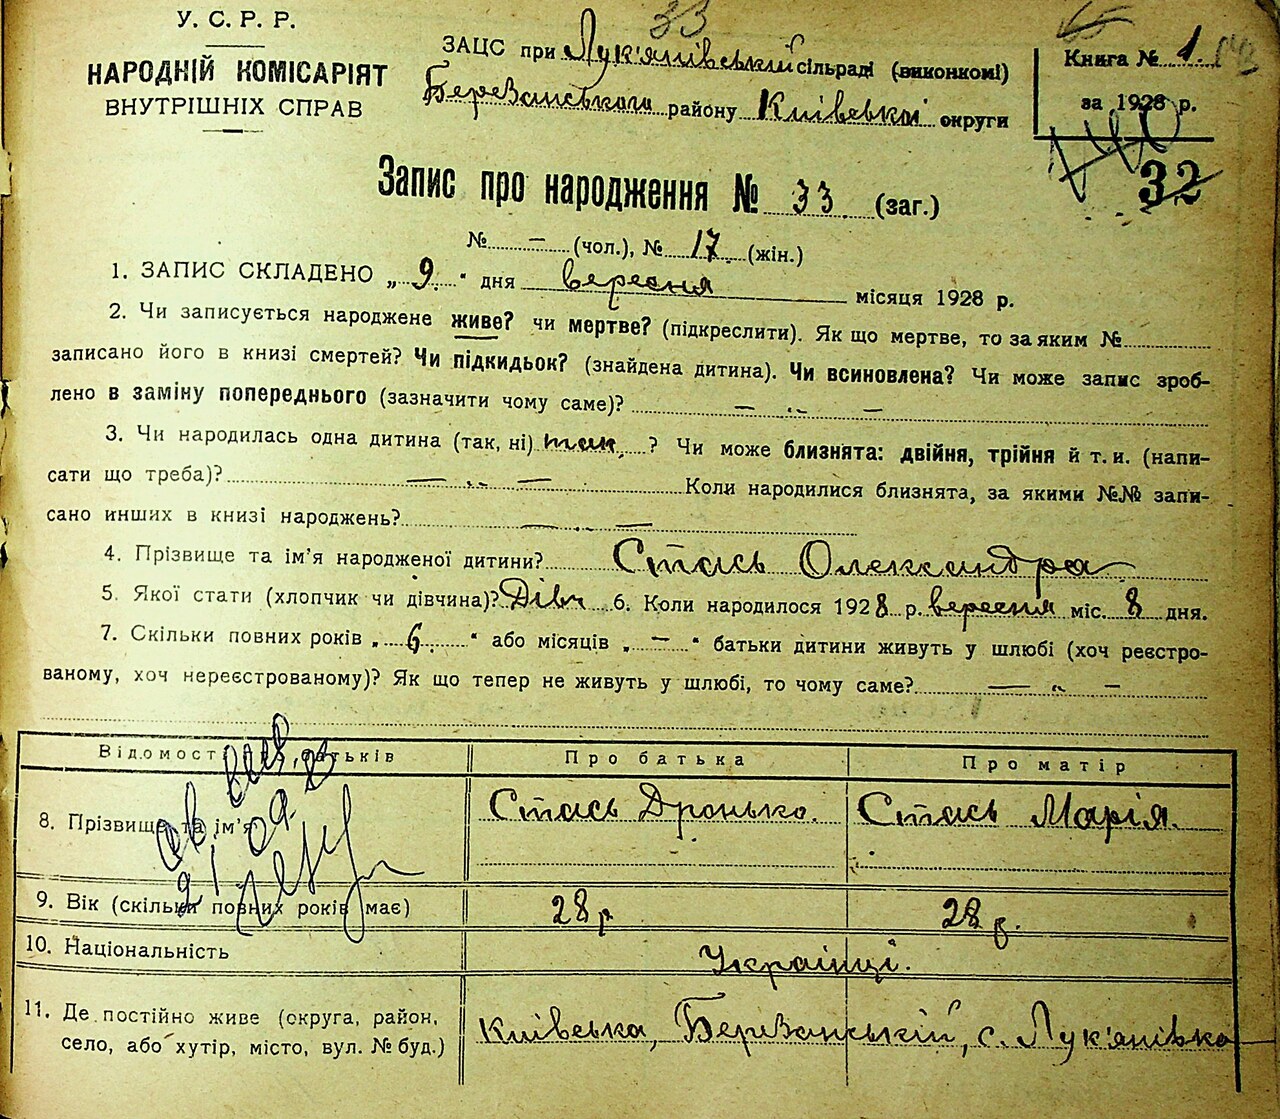 33
У. С. Р. Р.
НАРОДНІЙ КОМІСАРІЯТ
ВНУТРІШНІХ СПРАВ
ЗАЦС при Лук'янівській сільраді (виконкомі)
Березанського району Київської округи
Книга № 1.
за 1928 р.
32
Запис про народження № 33 (заг.)
№ — (чол.), № 17 (жін.)
1. ЗАПИС СКЛАДЕНО „ 9 " дня вересня місяця 1928 р.
2. Чи записується народжене живе? чи мертве? (підкреслити). Як що мертве, то за яким №
записано його в книзі смертей? Чи підкидьок? (знайдена дитина). Чи всиновлена? Чи може запис зроб-
лено в заміну попереднього (зазначити чому саме)? — „ —
3. Чи народилась одна дитина (так, ні) так ? Чи може близнята: двійня, трійня й т. и. (напи-
сати що треба)? — „ — Коли народилися близнята, за якими №№ запи-
сано инших в книзі народжень? — „ —
4. Прізвище та ім'я народженої дитини? Стась Олександра
5. Якої стати (хлопчик чи дівчина)? Дівч 6. Коли народилося 1928 р. вересня міс. 8 дня.
7. Скільки повних років „ 6 " або місяців „ — " батьки дитини живуть у шлюбі (хоч реєстро-
ваному, хоч нереєстрованому)? Як що тепер не живуть у шлюбі, то чому саме? — „ —
Відомості батьків Про батька Про матір
8. Прізвище та ім'я Стась Дронько. Стась Марія.
9. Вік (скільки повних років має) 28 р 28 р.
10. Національність Українці.
11. Де постійно живе (округа, район, село, або хутір, місто, вул. № буд.) Київська, Березанській, с. Лук'янівка